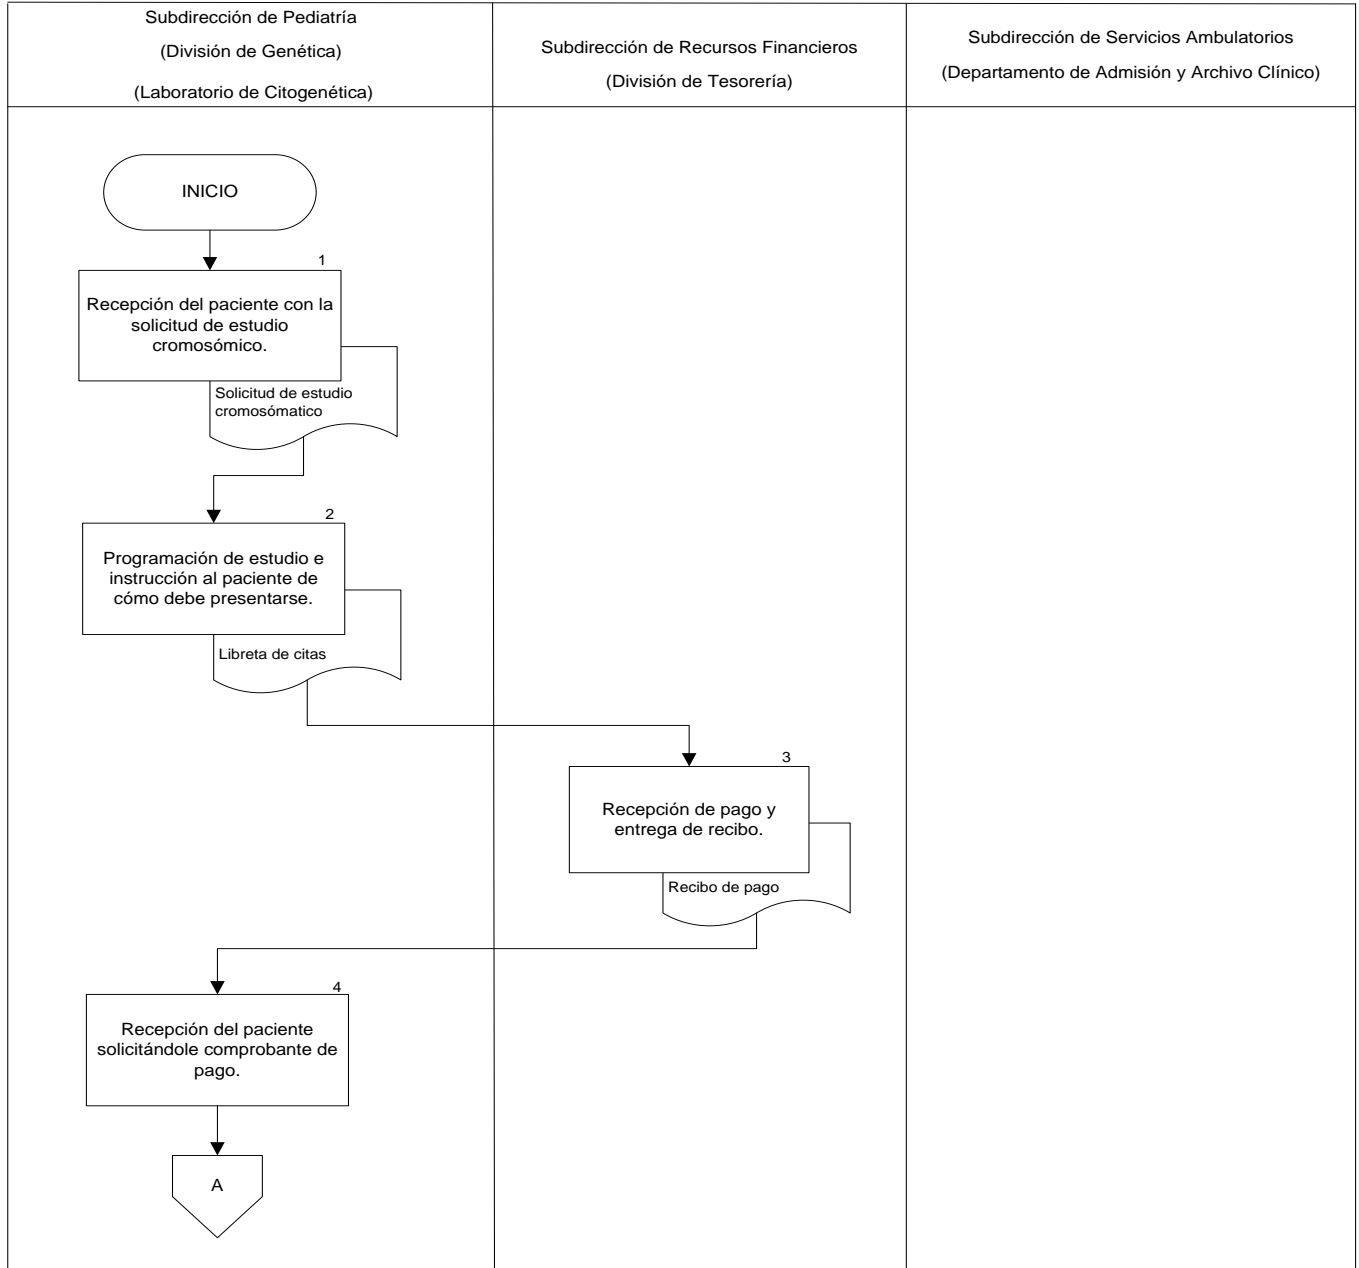 Subdirección de Pediatría
(División de Genética)
(Laboratorio de Citogenética)
Subdirección de Recursos Financieros
(División de Tesorería)
Subdirección de Servicios Ambulatorios
(Departamento de Admisión y Archivo Clínico)
INICIO
1
Recepción del paciente con la
solicitud de estudio
cromosómico.
Solicitud de estudio
cromosómatico
2
Programación de estudio e
instrucción al paciente de
cómo debe presentarse.
Libreta de citas
3
Recepción de pago y
entrega de recibo.
Recibo de pago
4
Recepción del paciente
solicitándole comprobante de
pago.
A